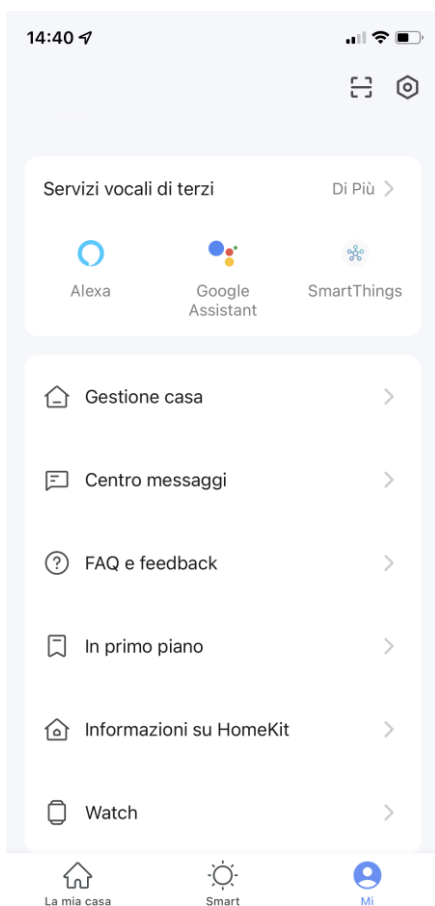 14:40
Servizi vocali di terzi
Di Più
Alexa
Google
Assistant
SmartThings
Gestione casa
Centro messaggi
FAQ e feedback
In primo piano
Informazioni su HomeKit
Watch
La mia casa
Smart
Mi